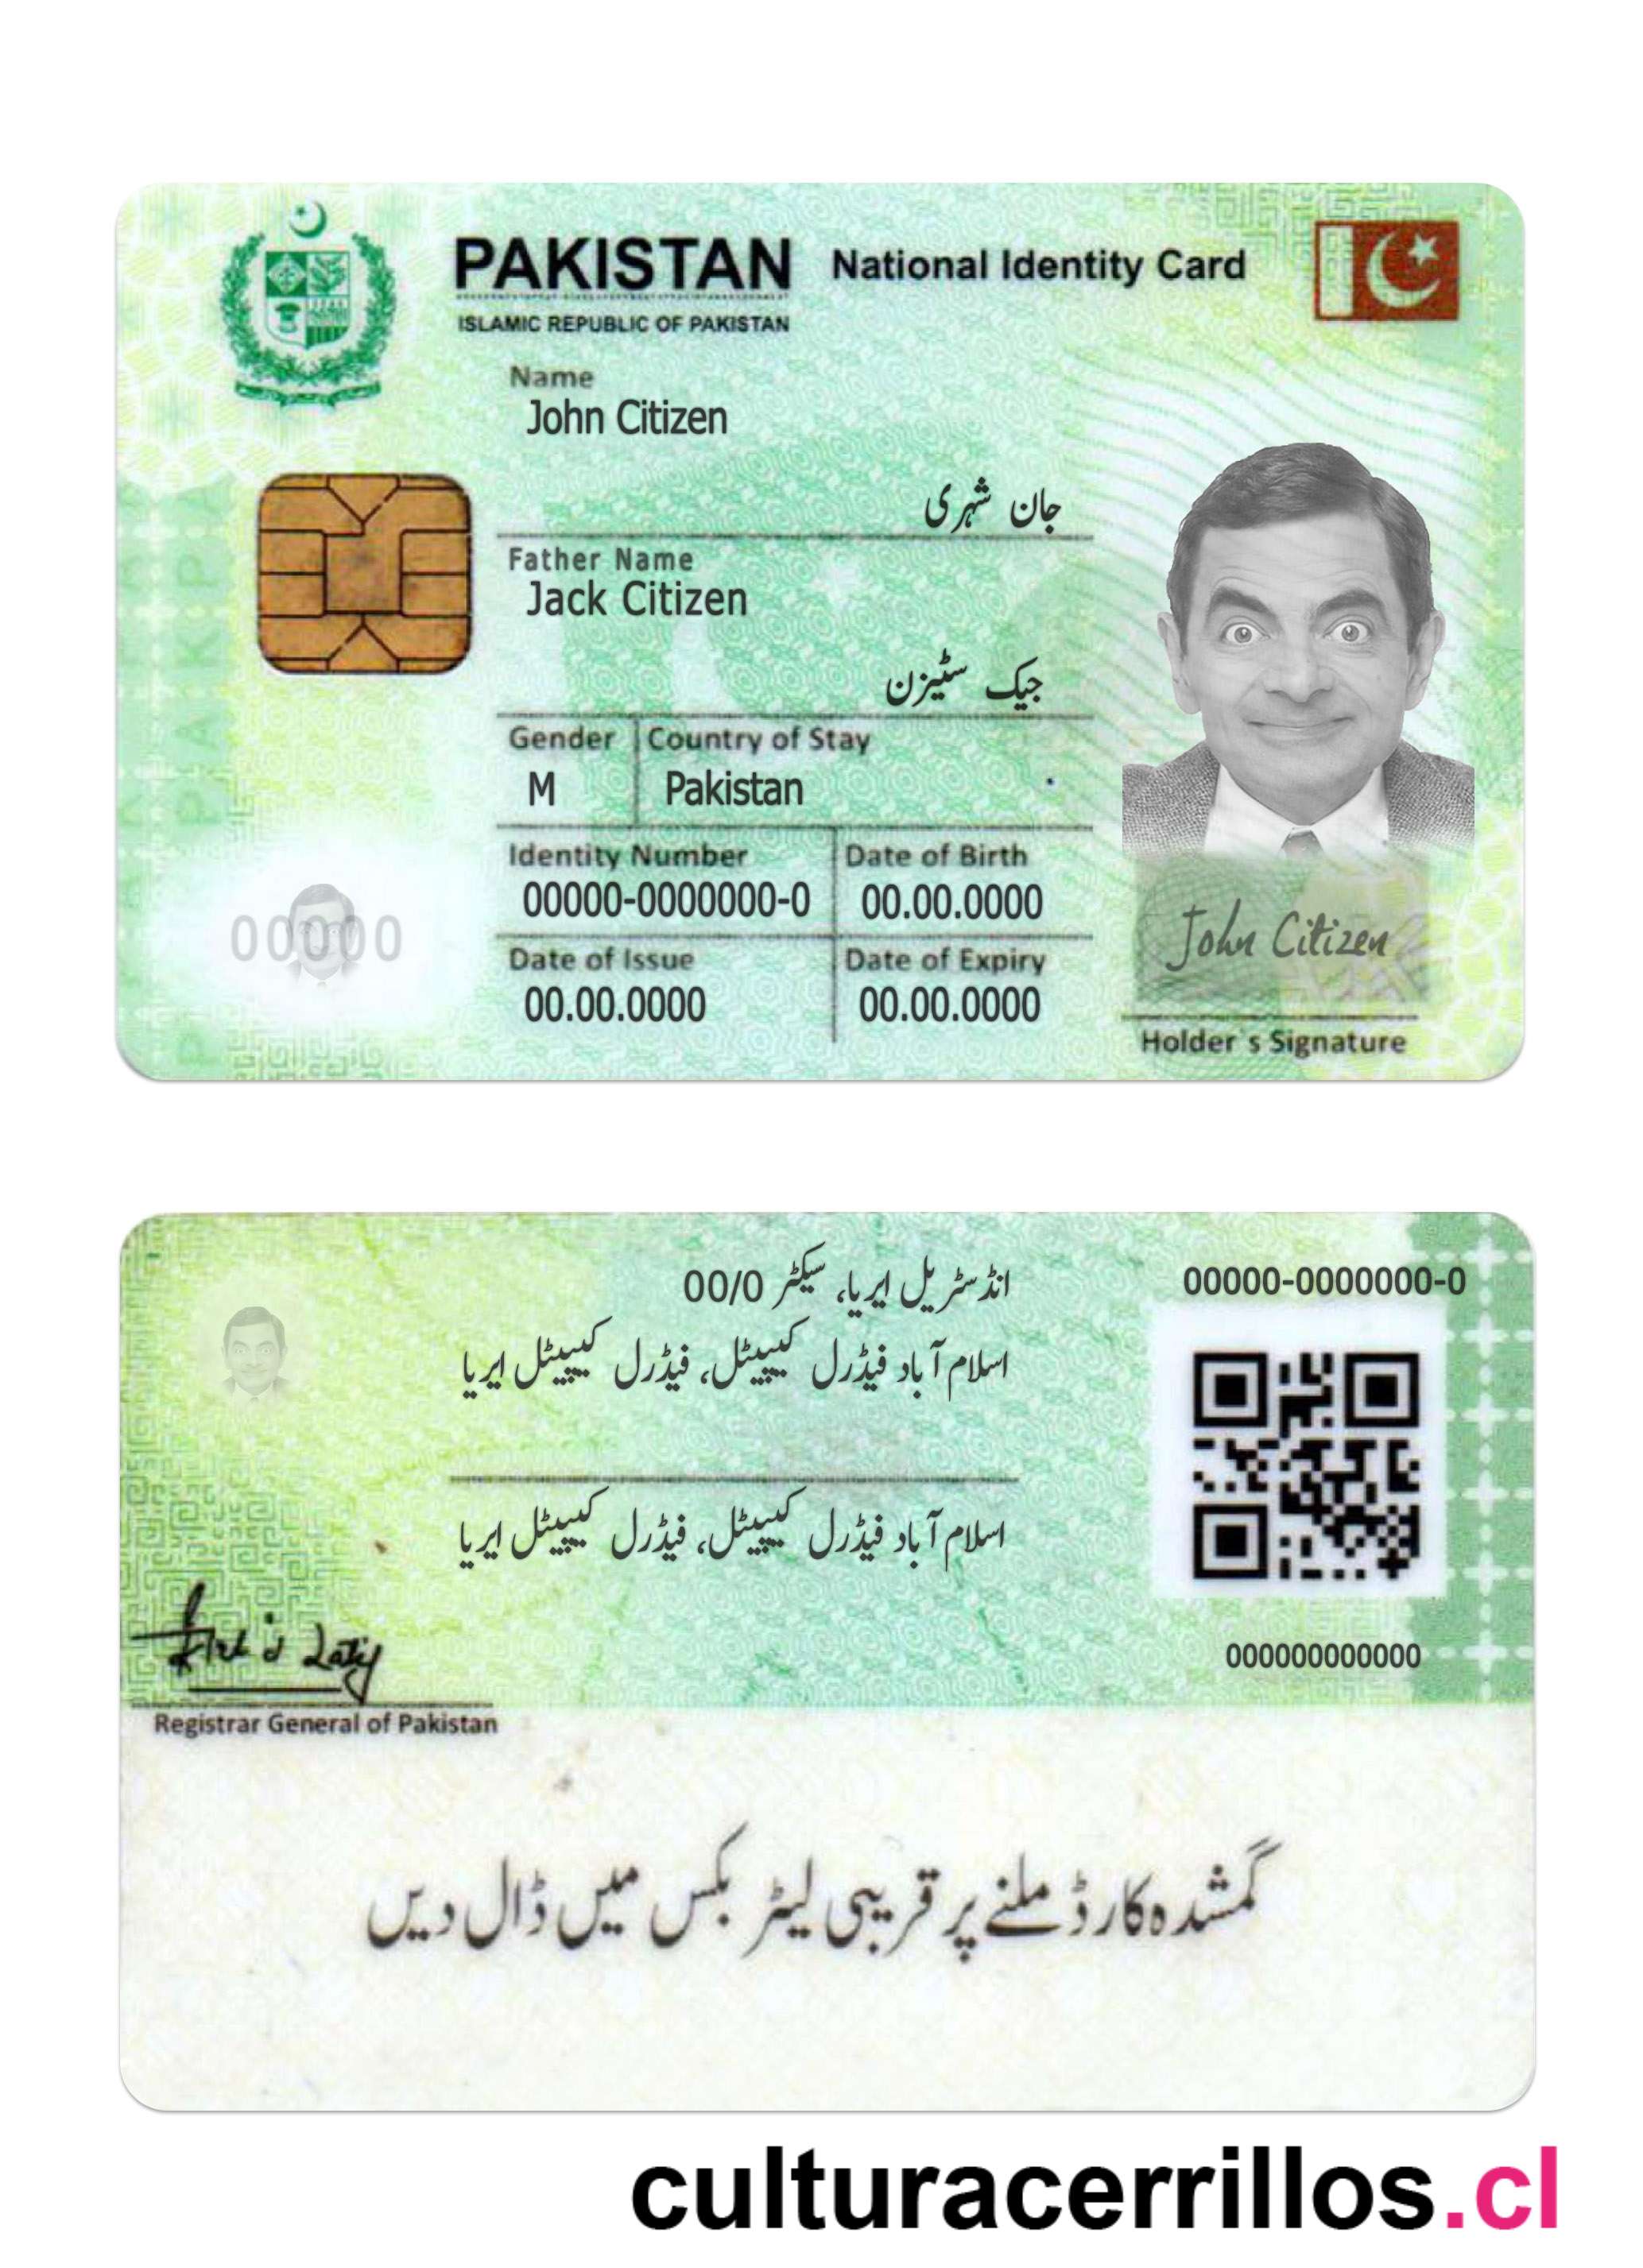 PAKISTAN National Identity Card
ISLAMIC REPUBLIC OF PAKISTAN
Name
John Citizen
جان شہری
Father Name
Jack Citizen
جیک سٹیزن
Gender Country of Stay
M Pakistan
Identity Number Date of Birth
00000-0000000-0 00.00.0000
Date of Issue Date of Expiry
00.00.0000 00.00.0000
00000
John Citizen
Holder`s Signature
PAK
انڈسٹریل ایریا، سیکٹر 00/0
00000-0000000-0
اسلام آباد فیڈرل کیپیٹل، فیڈرل کیپیٹل ایریا
اسلام آباد فیڈرل کیپیٹل، فیڈرل کیپیٹل ایریا
000000000000
Registrar General of Pakistan
گمشدہ کارڈ ملنے پر قریبی لیٹر بکس میں ڈال دیں
culturacerrillos.cl